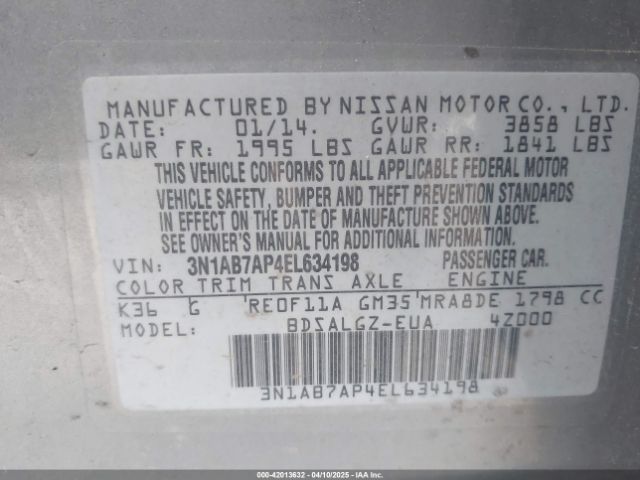 MANUFACTURED BY NISSAN MOTOR CO., LTD.
DATE: 01/14. GVWR: 3858 LBS
GAWR FR: 1995 LBS GAWR RR: 1841 LBS
THIS VEHICLE CONFORMS TO ALL APPLICABLE FEDERAL MOTOR
VEHICLE SAFETY, BUMPER AND THEFT PREVENTION STANDARDS
IN EFFECT ON THE DATE OF MANUFACTURE SHOWN ABOVE.
SEE OWNER'S MANUAL FOR ADDITIONAL INFORMATION
VIN: 3N1AB7AP4EL634198 PASSENGER CAR.
COLOR TRIM TRANS AXLE ENGINE
K36 G RE0F11A GM35 MRA8DE 1798 CC
MODEL: BDSALGZ-EUA 4Z000
3N1AB7AP4EL634198
000-42013632 - 04/10/2025 - IAAI, Inc.